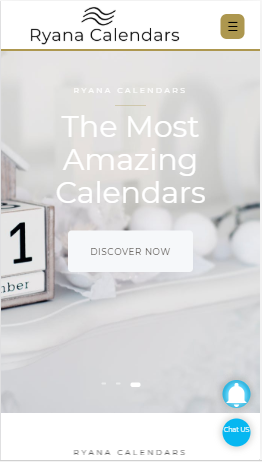 Ryana Calendars
RYANA CALENDARS
The Most
Amazing
Calendars
1
mber
DISCOVER NOW
Chat US
RYANA CALENDARS